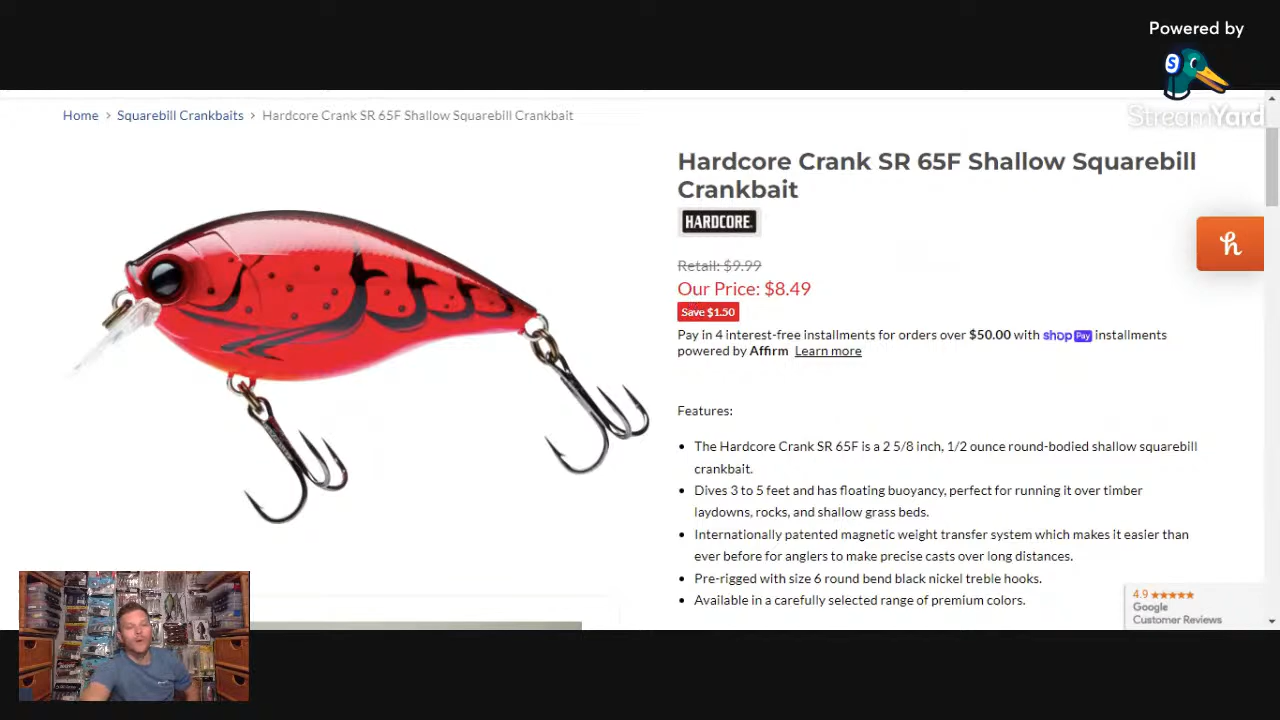 Powered by
StreamYard
Home > Squarebill Crankbaits > Hardcore Crank SR 65F Shallow Squarebill Crankbait
Hardcore Crank SR 65F Shallow Squarebill
Crankbait
HARDCORE
Retail: $9.99
Our Price: $8.49
Save $1.50
Pay in 4 interest-free installments for orders over $50.00 with shop Pay installments
powered by Affirm Learn more
Features:
• The Hardcore Crank SR 65F is a 2 5/8 inch, 1/2 ounce round-bodied shallow squarebill
crankbait.
• Dives 3 to 5 feet and has floating buoyancy, perfect for running it over timber
laydowns, rocks, and shallow grass beds.
• Internationally patented magnetic weight transfer system which makes it easier than
ever before for anglers to make precise casts over long distances.
• Pre-rigged with size 6 round bend black nickel treble hooks.
• Available in a carefully selected range of premium colors.
4.9 ★★★★★
Google
Customer Reviews